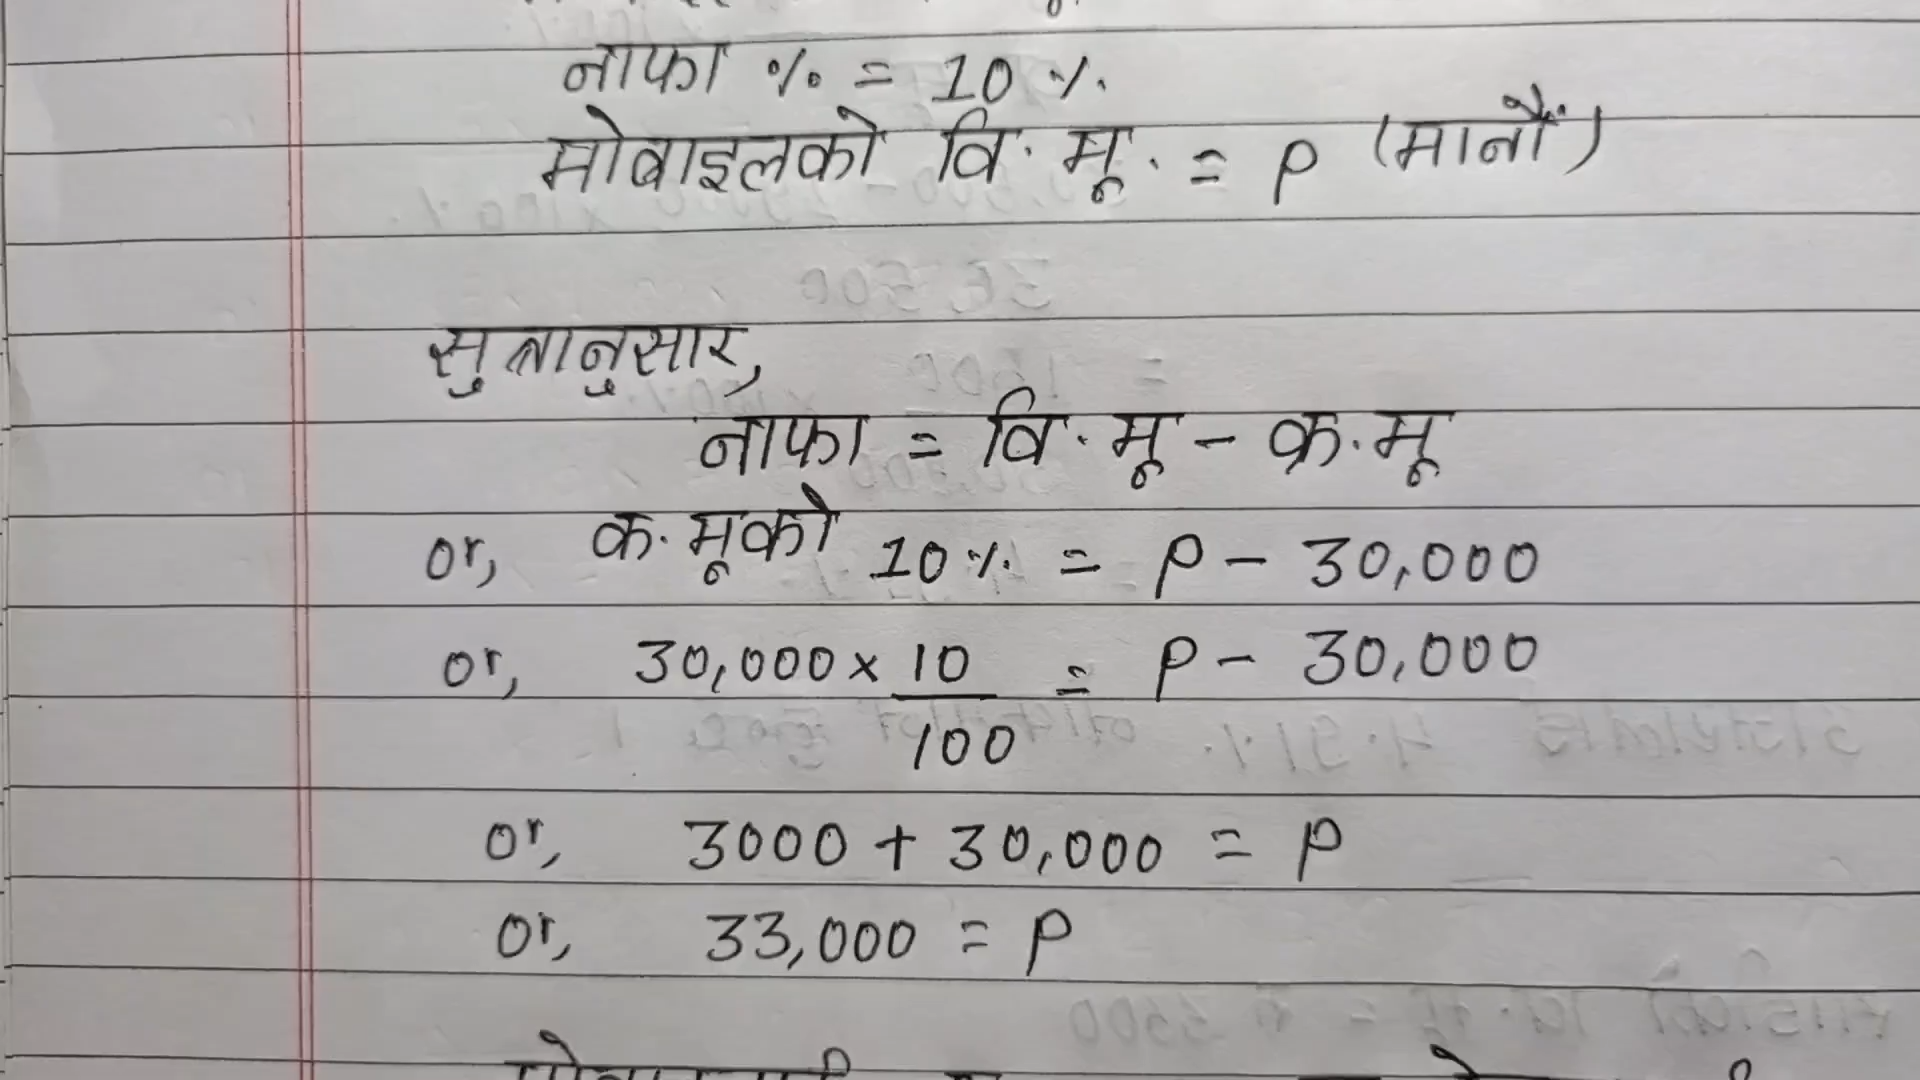 नाफा % = 10 %
मोबाइलको वि. मू. = P (मानौं)
सुत्रानुसार,
नाफा = वि. मू - क्र. मू
or, क्र. मूको 10% = P - 30,000
or, 30,000 × 10/100 = P - 30,000
or, 3000 + 30,000 = P
or, 33,000 = P